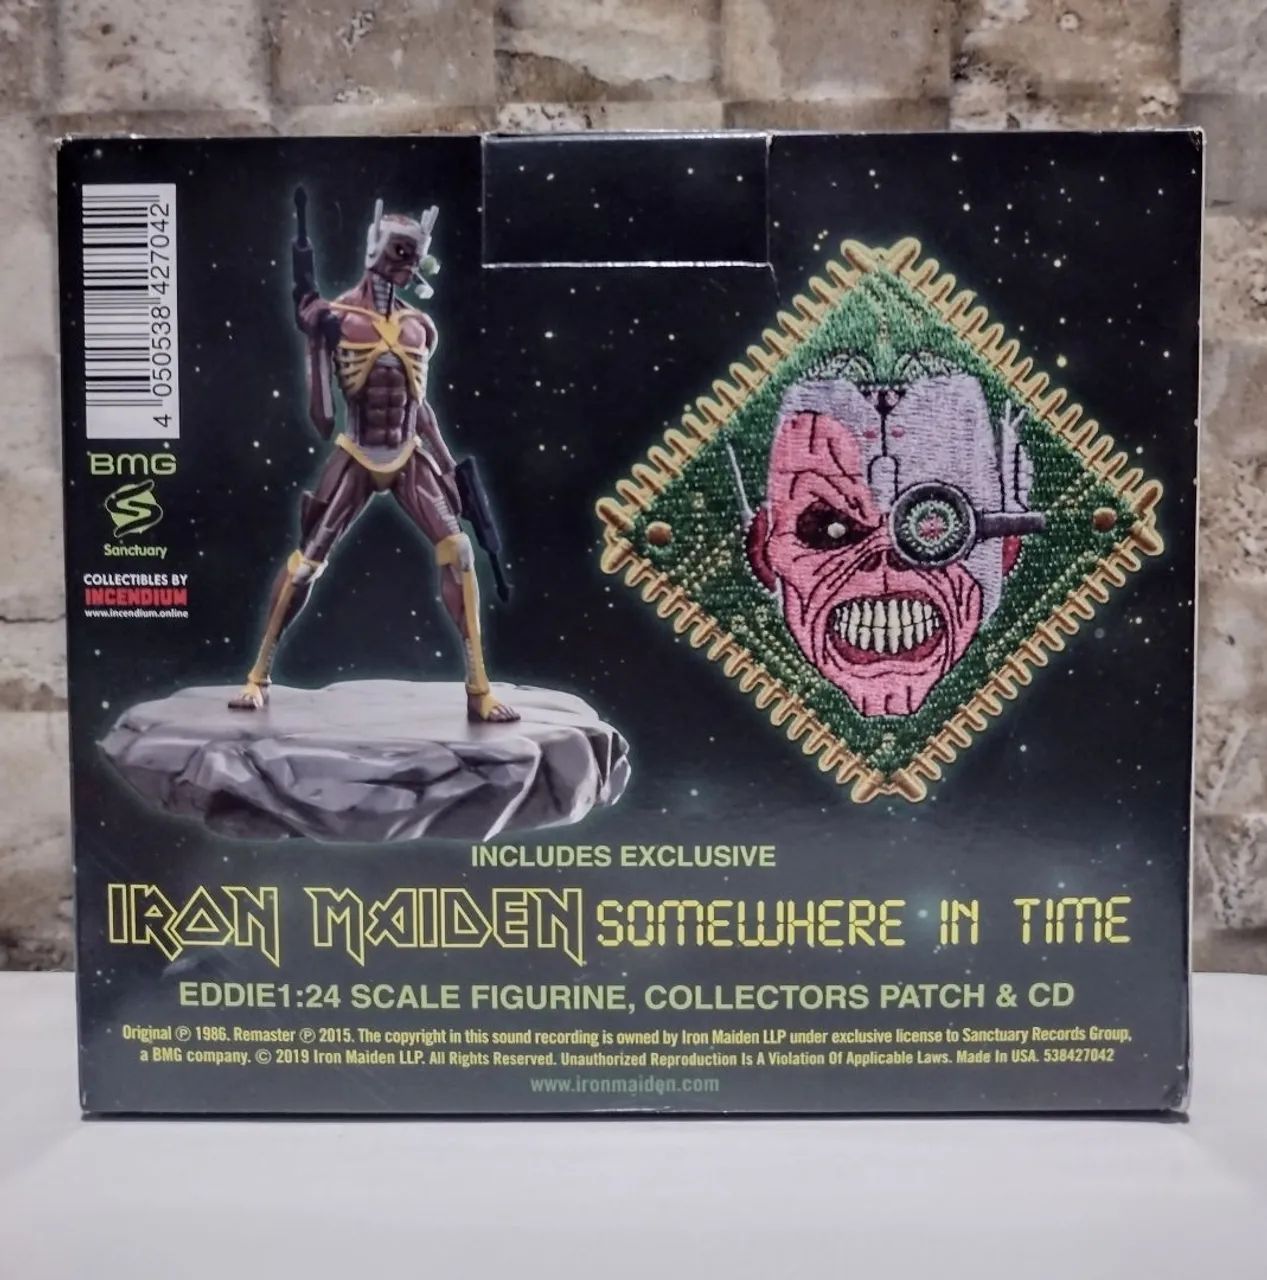 4 050538 427042
BMG
Sanctuary
COLLECTIBLES BY
INCENDIUM
www.incendium.online
INCLUDES EXCLUSIVE
IRON MAIDEN SOMEWHERE IN TIME
EDDIE1:24 SCALE FIGURINE, COLLECTORS PATCH & CD
Original ℗ 1986. Remaster ℗ 2015. The copyright in this sound recording is owned by Iron Maiden LLP under exclusive license to Sanctuary Records Group,
a BMG company. © 2019 Iron Maiden LLP. All Rights Reserved. Unauthorized Reproduction Is A Violation Of Applicable Laws. Made In USA. 538427042
www.ironmaiden.com